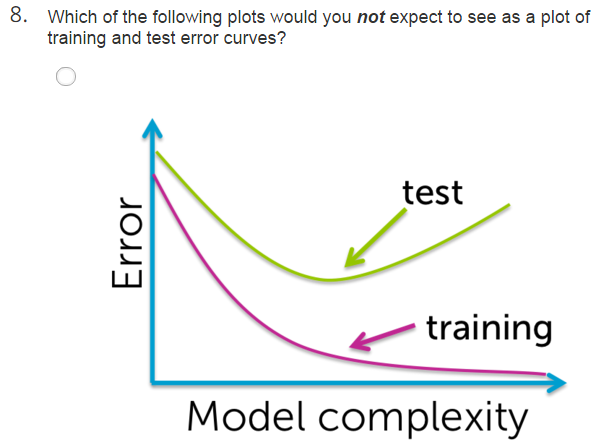 8. Which of the following plots would you not expect to see as a plot of
training and test error curves?
test
Error
training
Model complexity